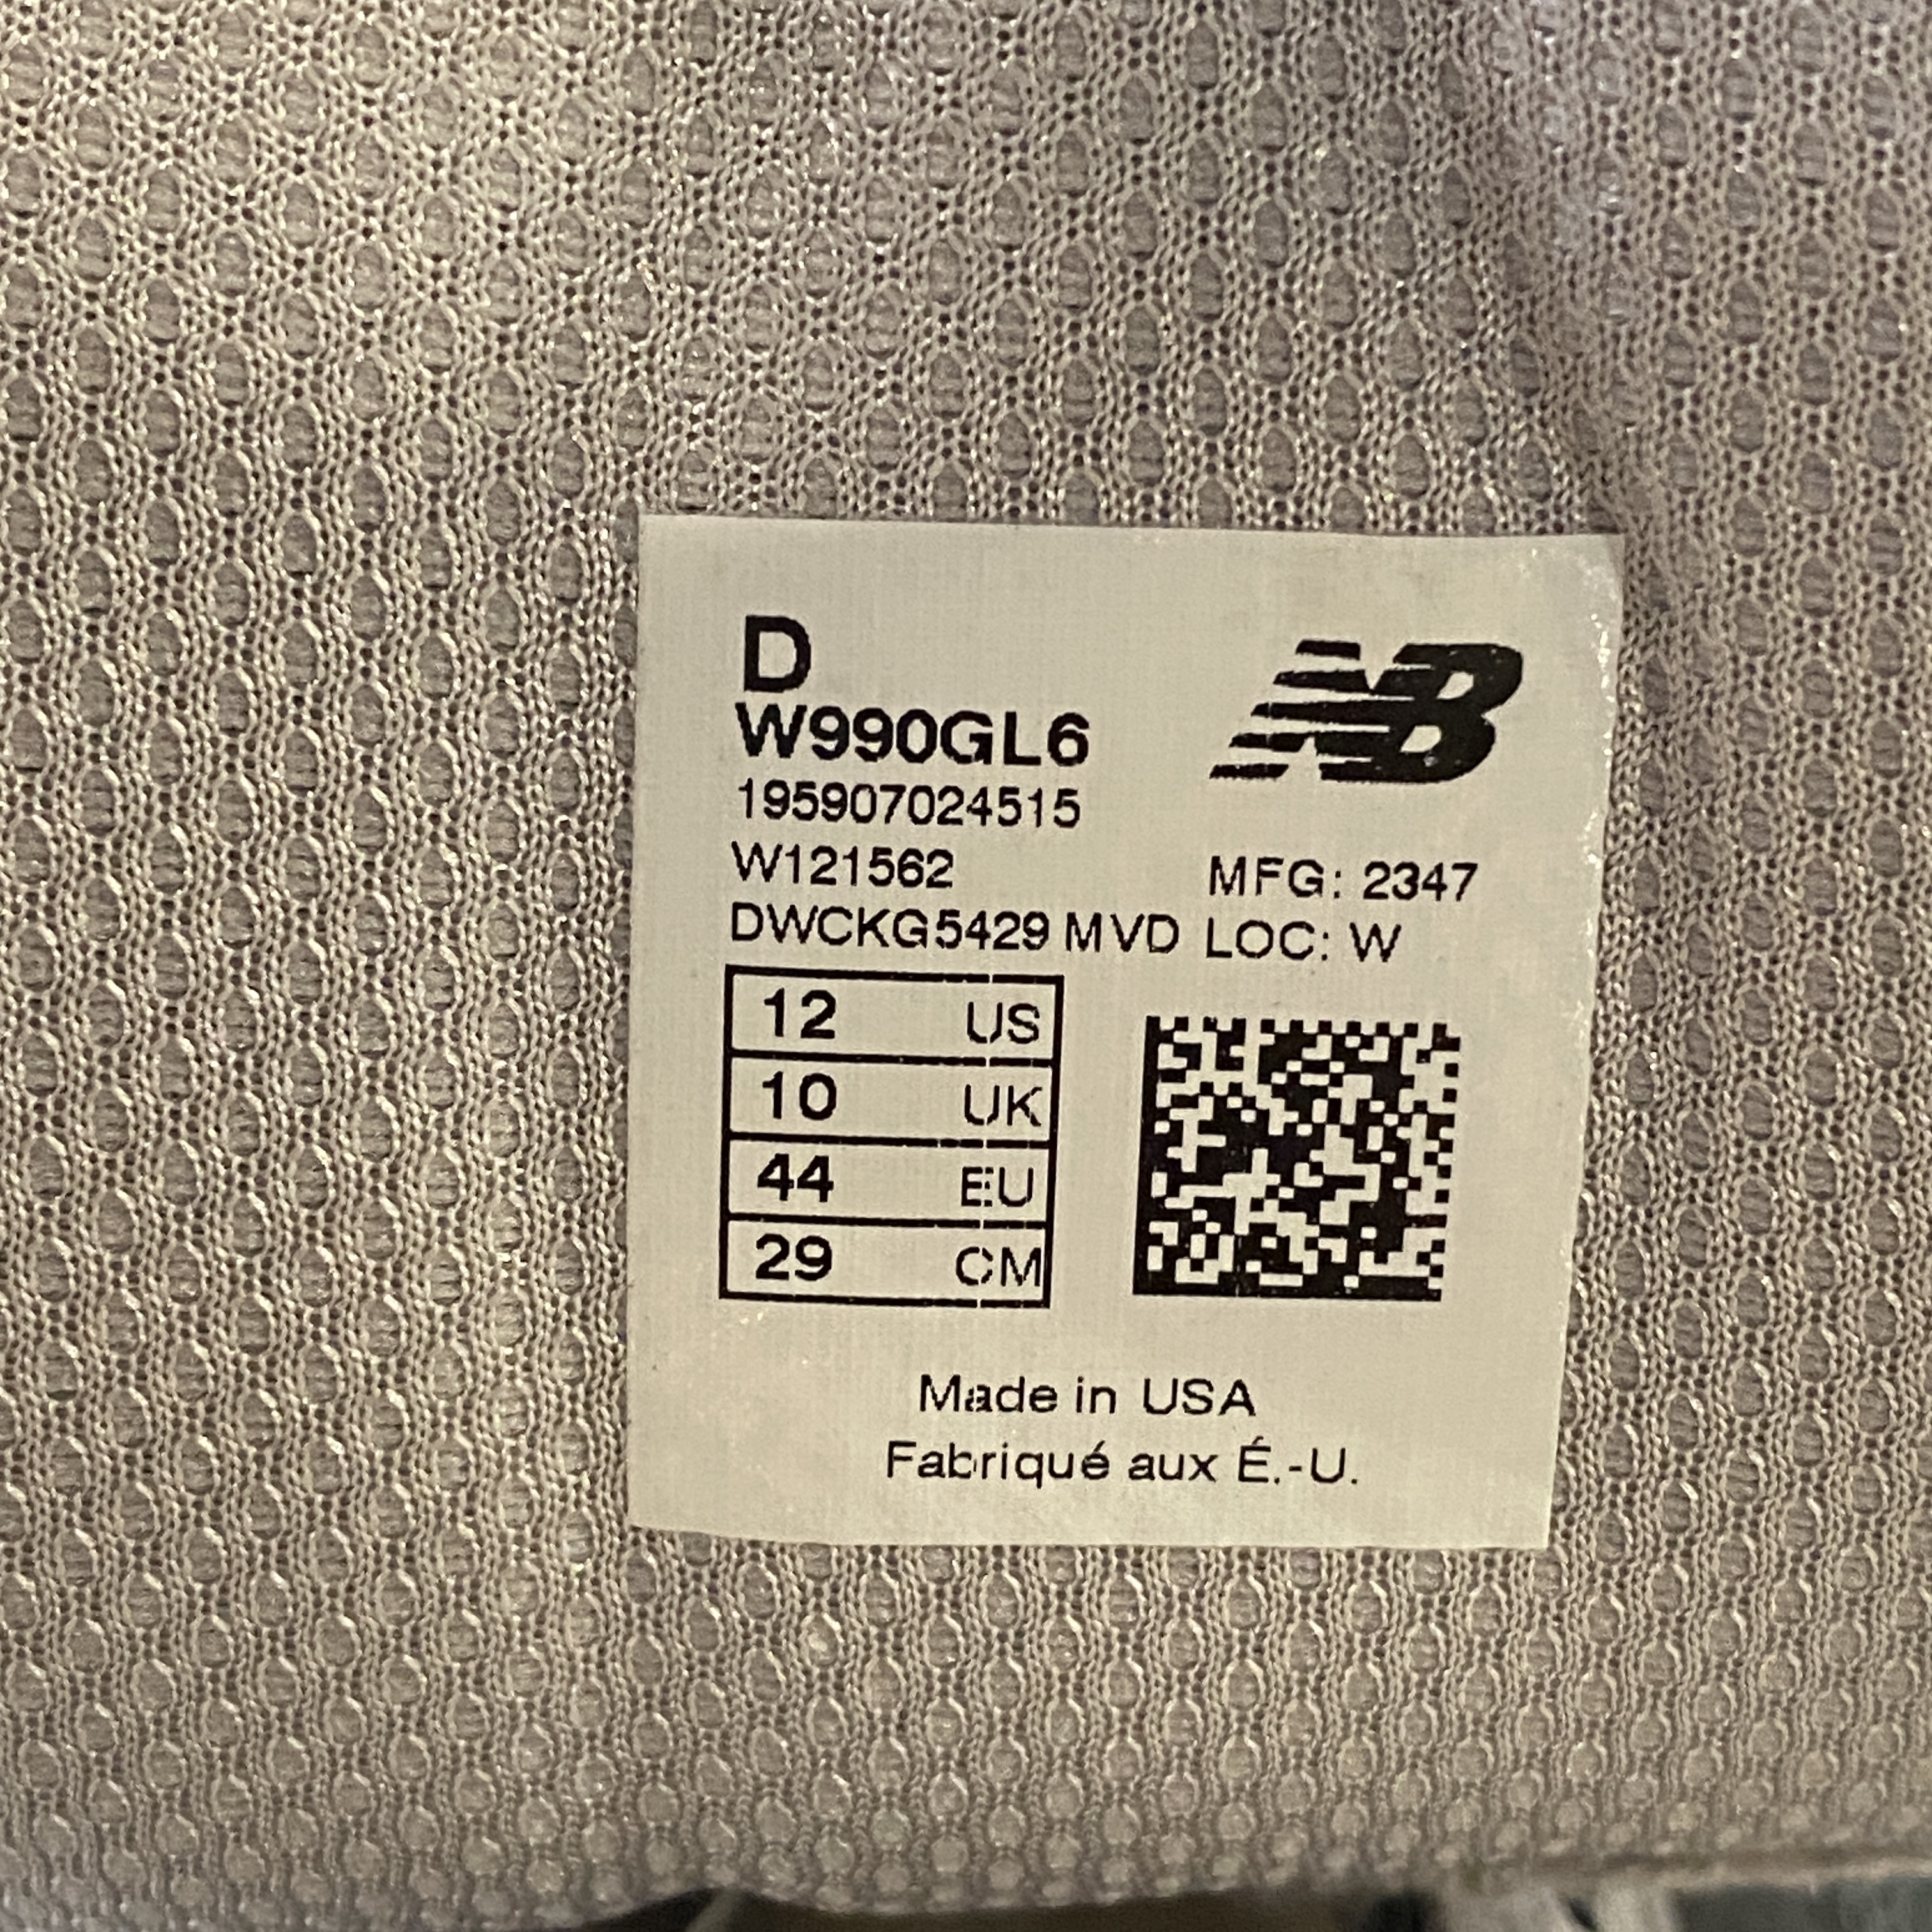 D
NB
W990GL6
195907024515
W121562
MFG: 2347
DWCKG5429 MVD LOC: W
12 US
10 UK
44 EU
29 CM
Made in USA
Fabriqué aux É.-U.